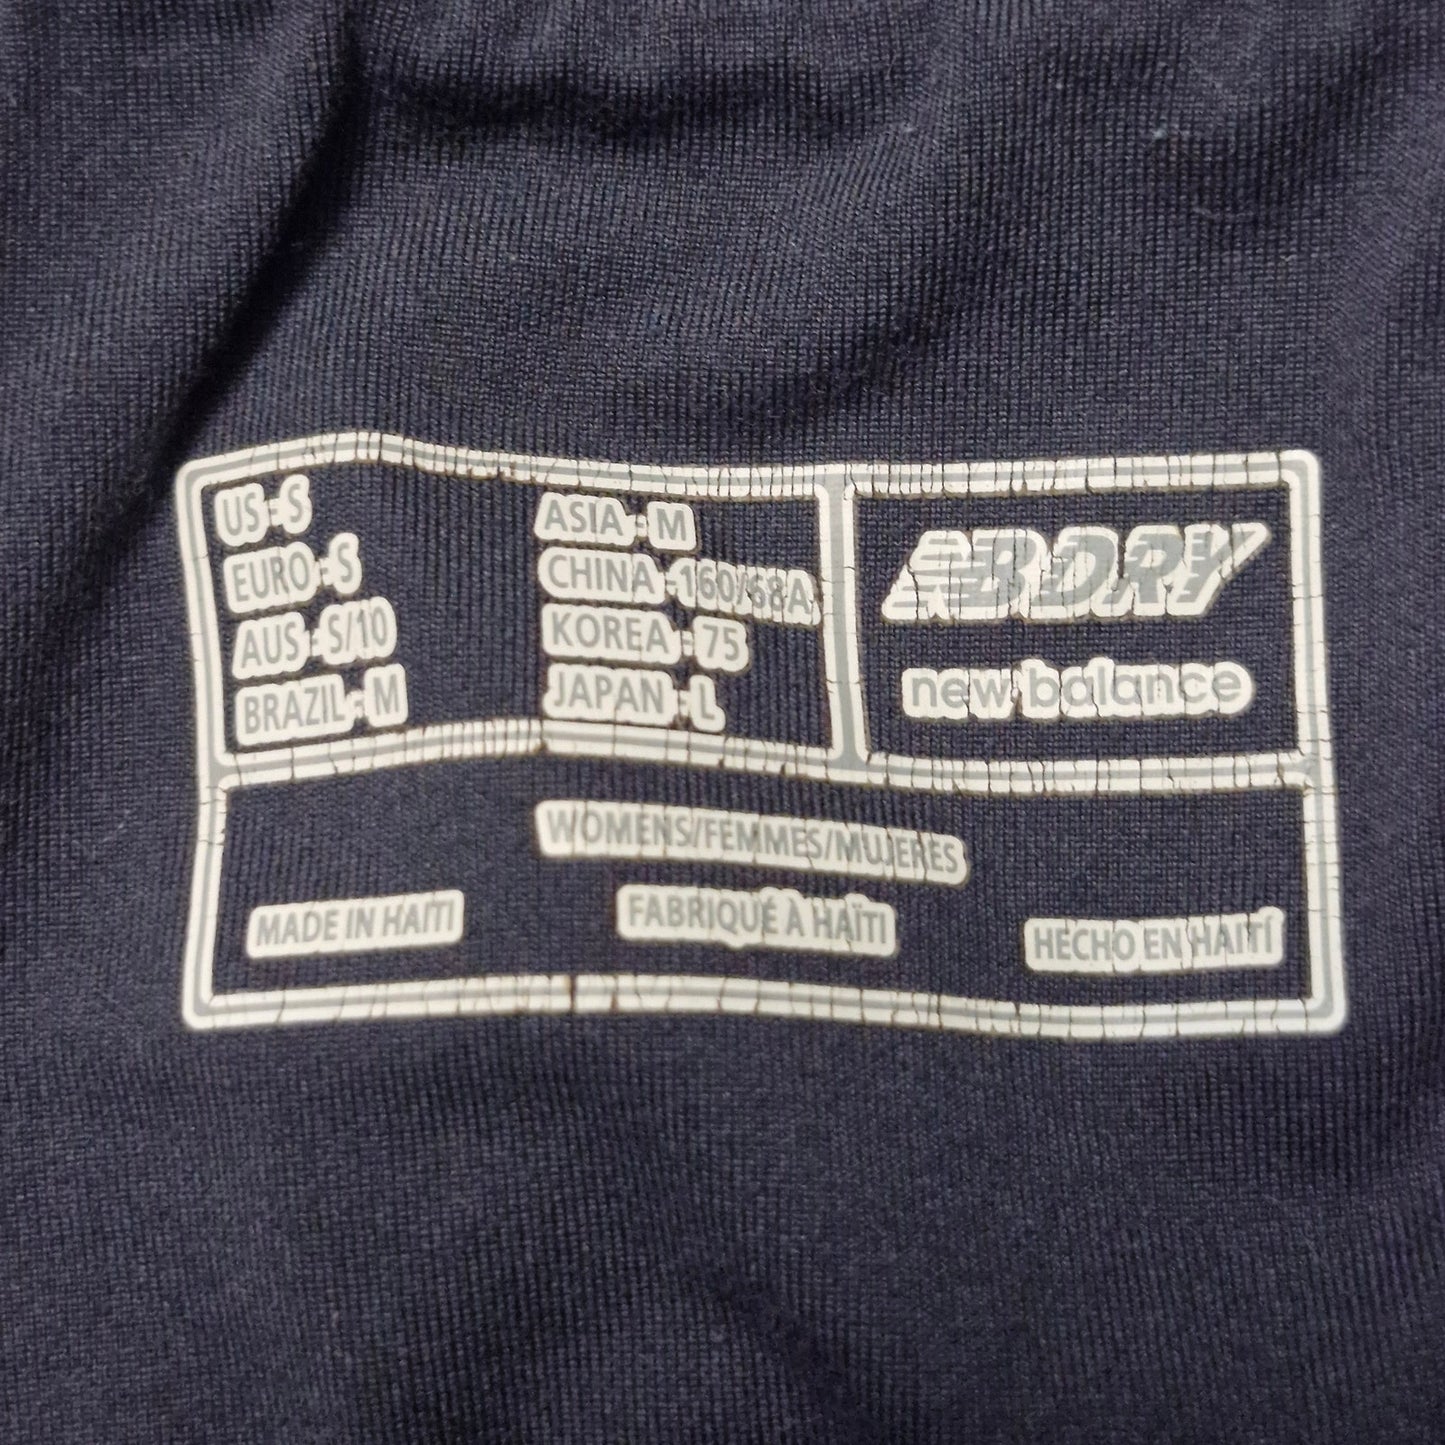 US - S
EURO - S
AUS - S/10
BRAZIL - M
ASIA - M
CHINA - 160/68A
KOREA - 75
JAPAN - L
NB DRY
new balance
WOMENS/FEMMES/MUJERES
MADE IN HAITI
FABRIQUÉ À HAÏTI
HECHO EN HAITÍ